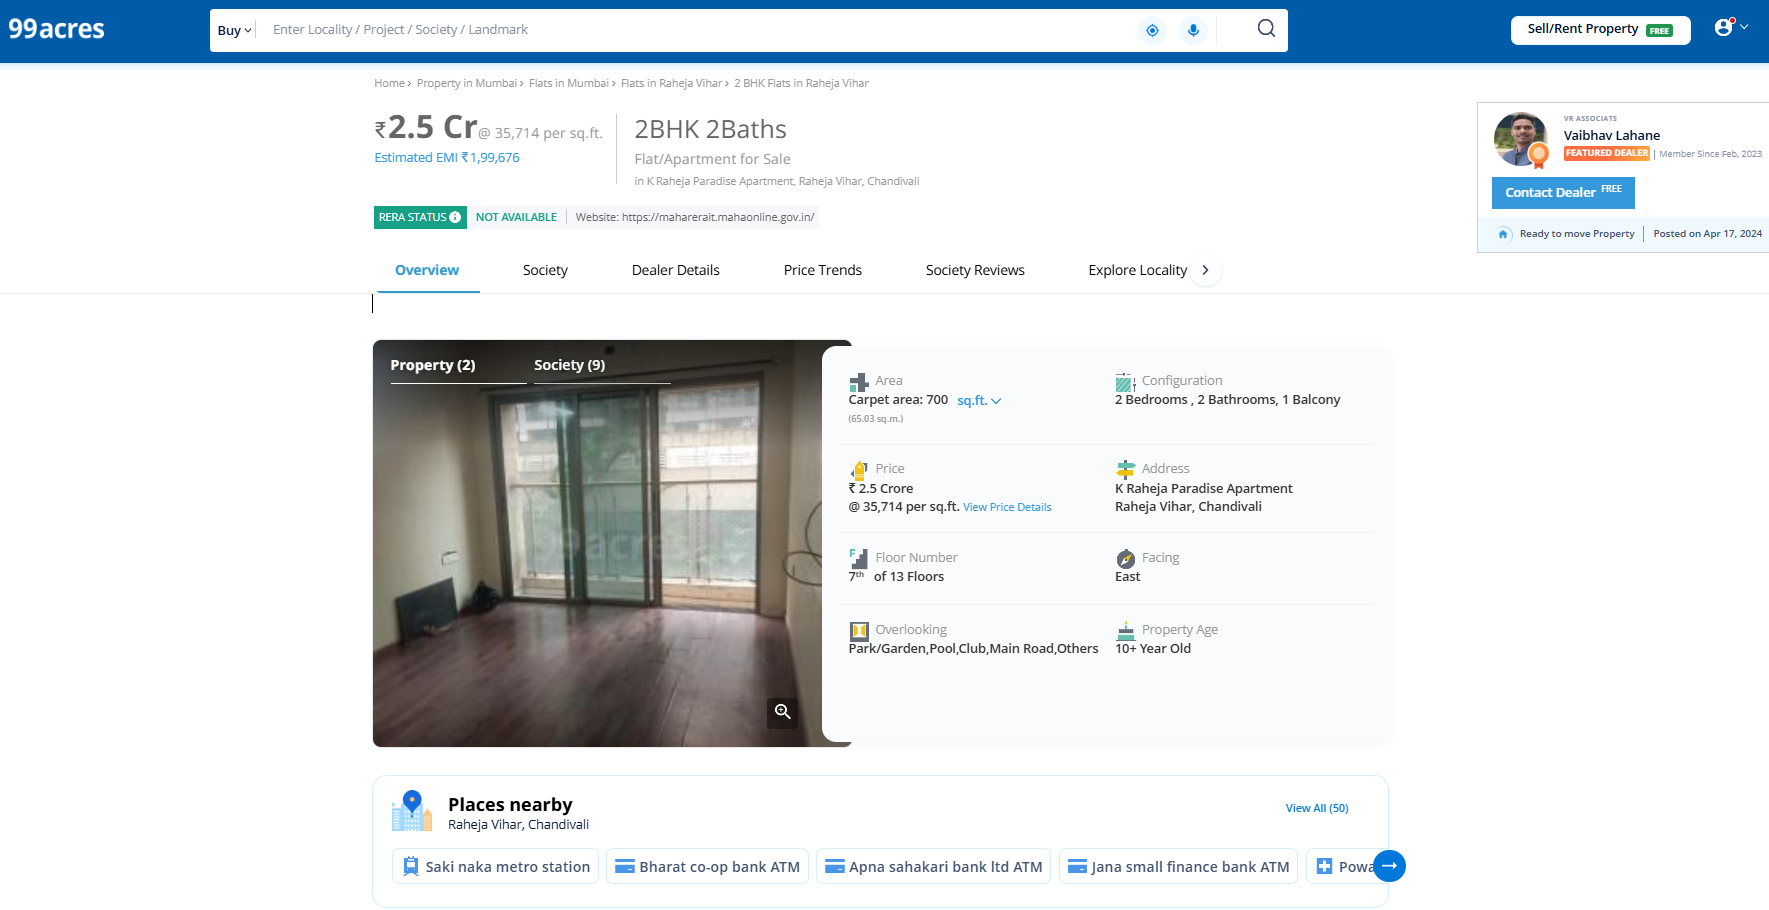 99acres
Buy
Enter Locality / Project / Society / Landmark
Sell/Rent Property FREE
Home › Property in Mumbai › Flats in Mumbai › Flats in Raheja Vihar › 2 BHK Flats in Raheja Vihar
₹2.5 Cr @ 35,714 per sq.ft.
Estimated EMI ₹1,99,676
2BHK 2Baths
Flat/Apartment for Sale
in K Raheja Paradise Apartment, Raheja Vihar, Chandivali
VR ASSOCIATS
Vaibhav Lahane
FEATURED DEALER | Member Since Feb, 2023
Contact Dealer FREE
Ready to move Property | Posted on Apr 17, 2024
RERA STATUS i NOT AVAILABLE | Website: https://maharerait.mahaonline.gov.in/
Overview Society Dealer Details Price Trends Society Reviews Explore Locality
Property (2) Society (9)
Area
Carpet area: 700 sq.ft.
(65.03 sq.m.)
Configuration
2 Bedrooms , 2 Bathrooms, 1 Balcony
Price
₹ 2.5 Crore
@ 35,714 per sq.ft. View Price Details
Address
K Raheja Paradise Apartment
Raheja Vihar, Chandivali
Floor Number
7th of 13 Floors
Facing
East
Overlooking
Park/Garden,Pool,Club,Main Road,Others
Property Age
10+ Year Old
99acres
Places nearby
Raheja Vihar, Chandivali
View All (50)
Saki naka metro station
Bharat co-op bank ATM
Apna sahakari bank ltd ATM
Jana small finance bank ATM
Powa